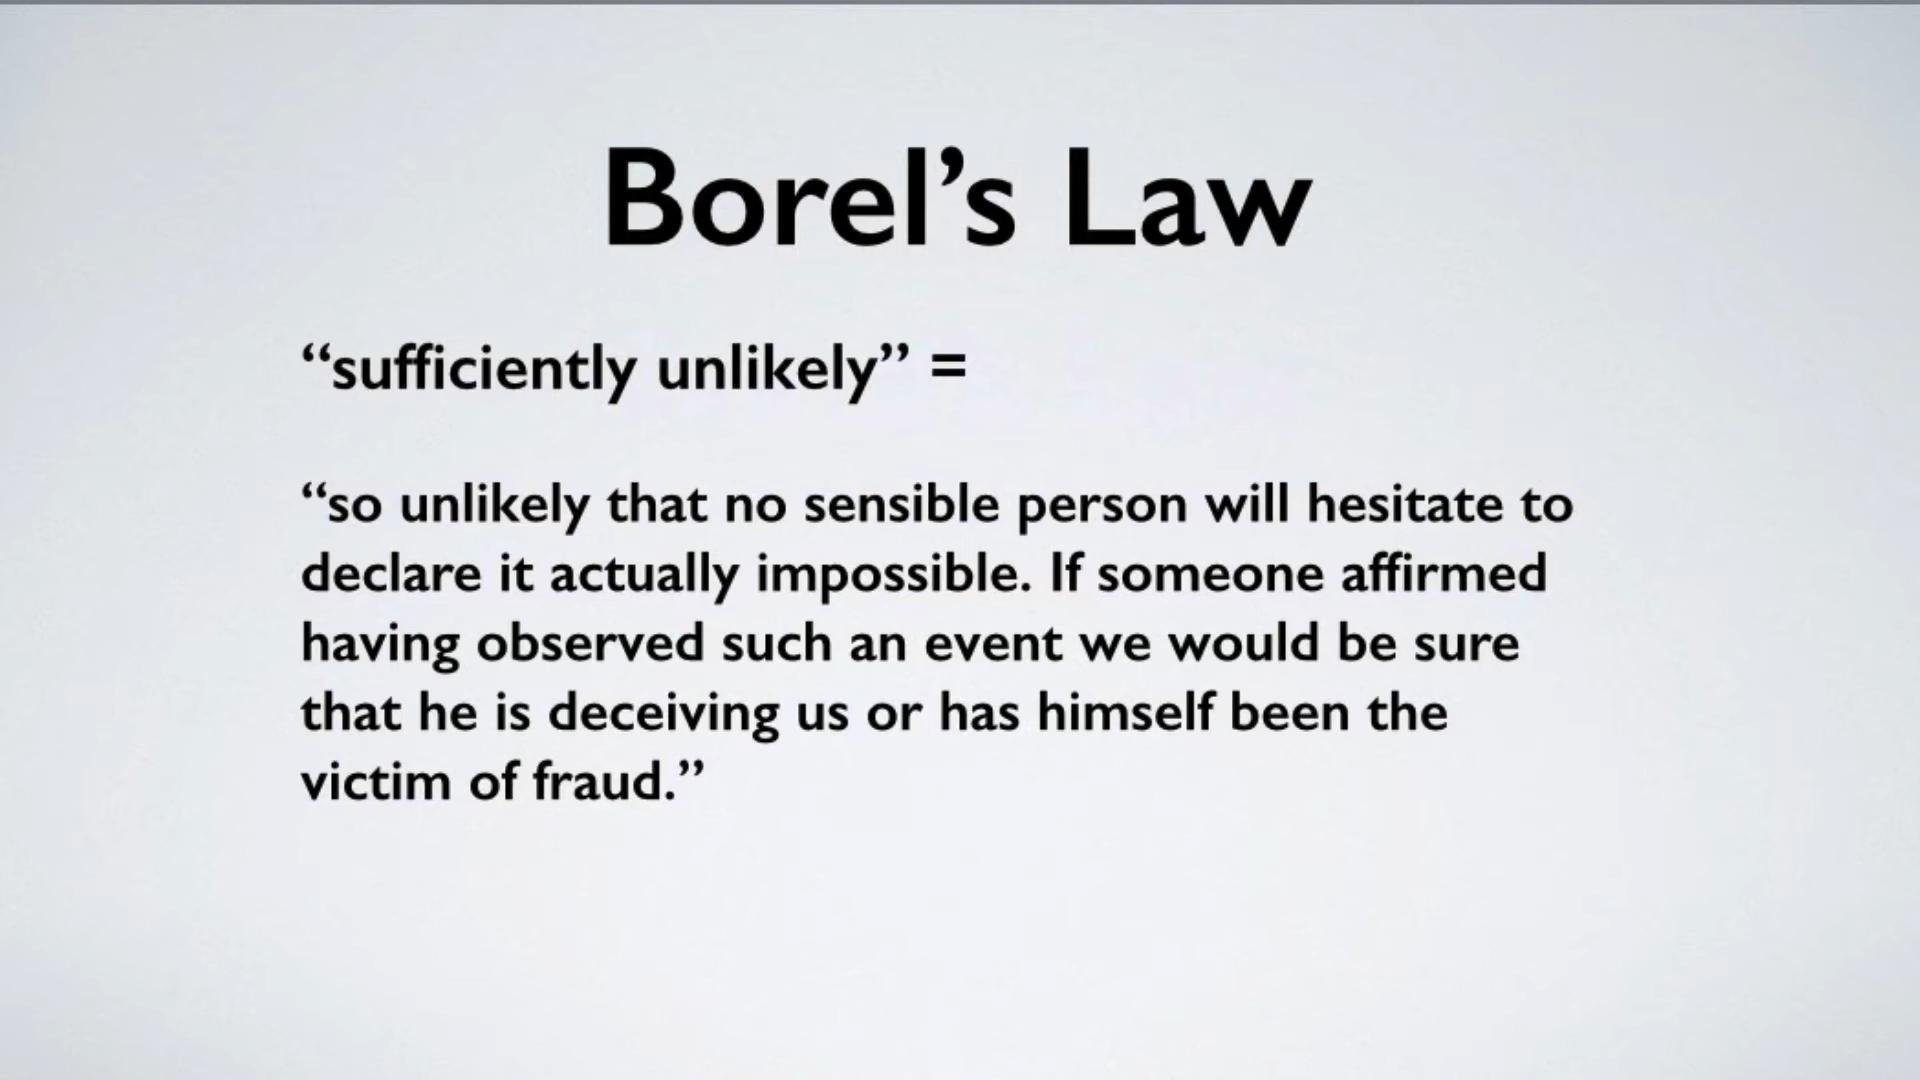 Borel’s Law
“sufficiently unlikely” =
“so unlikely that no sensible person will hesitate to
declare it actually impossible. If someone affirmed
having observed such an event we would be sure
that he is deceiving us or has himself been the
victim of fraud.”